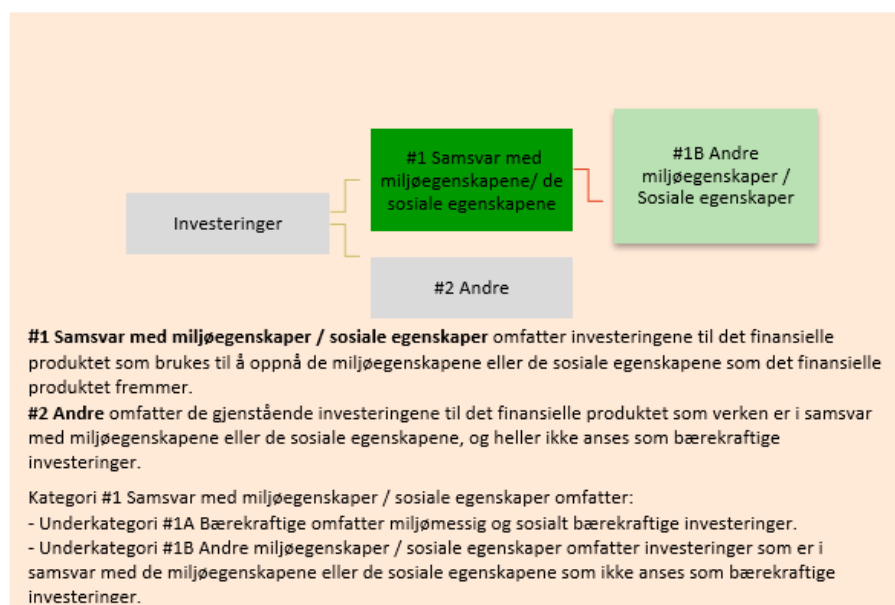 #1 Samsvar med
miljøegenskapene/ de
sosiale egenskapene
#1B Andre
miljøegenskaper /
Sosiale egenskaper
Investeringer
#2 Andre
#1 Samsvar med miljøegenskaper / sosiale egenskaper omfatter investeringene til det finansielle
produktet som brukes til å oppnå de miljøegenskapene eller de sosiale egenskapene som det finansielle
produktet fremmer.
#2 Andre omfatter de gjenstående investeringene til det finansielle produktet som verken er i samsvar
med miljøegenskapene eller de sosiale egenskapene, og heller ikke anses som bærekraftige
investeringer.
Kategori #1 Samsvar med miljøegenskaper / sosiale egenskaper omfatter:
- Underkategori #1A Bærekraftige omfatter miljømessig og sosialt bærekraftige investeringer.
- Underkategori #1B Andre miljøegenskaper / sosiale egenskaper omfatter investeringer som er i
samsvar med de miljøegenskapene eller de sosiale egenskapene som ikke anses som bærekraftige
investeringer.